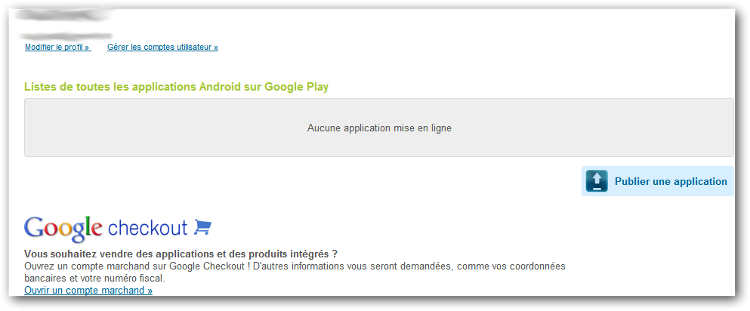 Modifier le profil »
Gérer les comptes utilisateur »
Listes de toutes les applications Android sur Google Play
Aucune application mise en ligne
Publier une application
Google checkout
Vous souhaitez vendre des applications et des produits intégrés ?
Ouvrez un compte marchand sur Google Checkout ! D'autres informations vous seront demandées, comme vos coordonnées
bancaires et votre numéro fiscal.
Ouvrir un compte marchand »